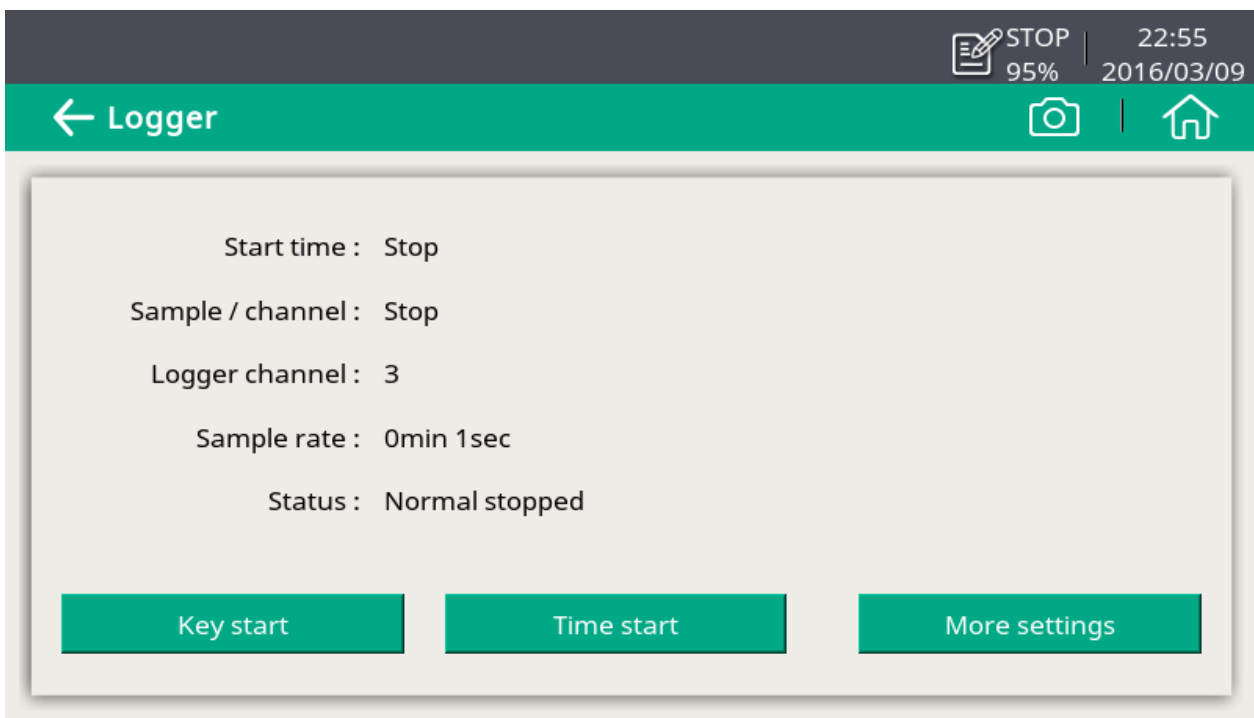 STOP 22:55
95% 2016/03/09
Logger
Start time : Stop
Sample / channel : Stop
Logger channel : 3
Sample rate : 0min 1sec
Status : Normal stopped
Key start Time start More settings